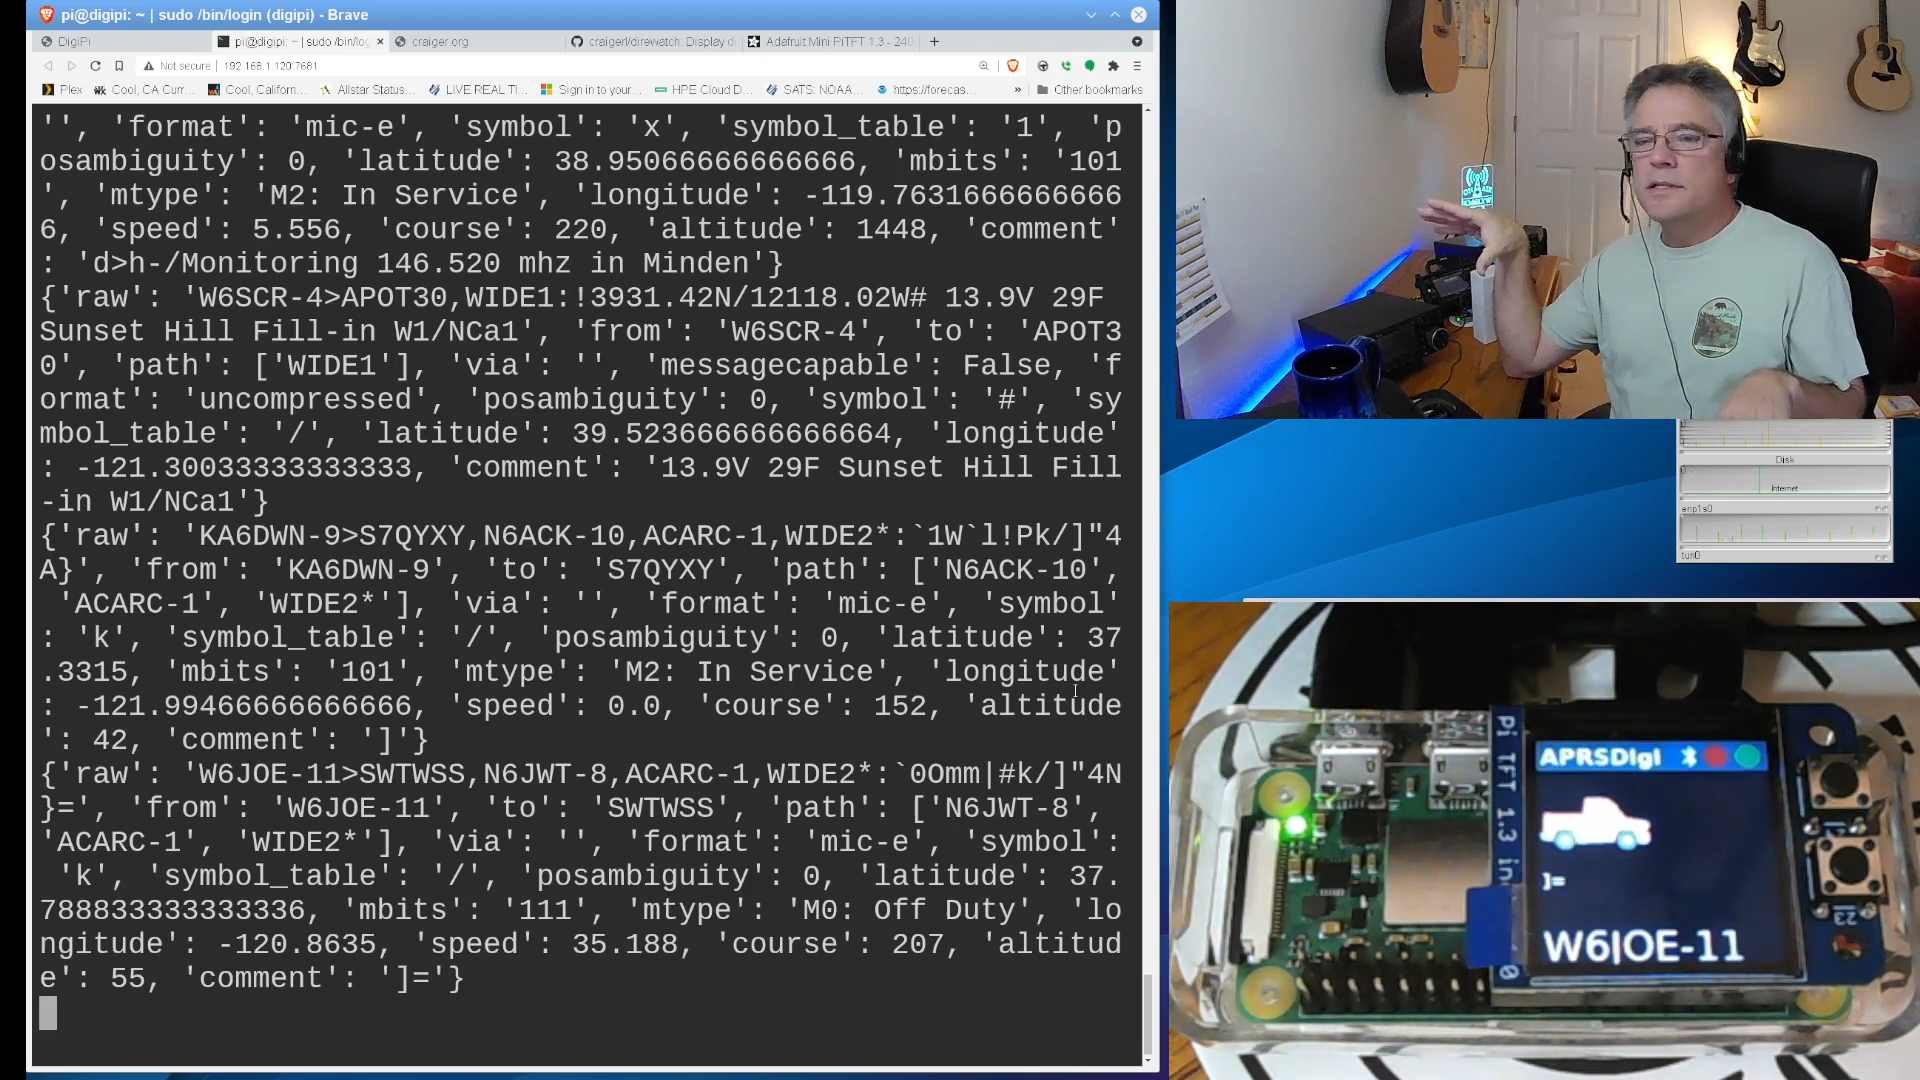 pi@digipi: ~ | sudo /bin/login (digipi) - Brave
DigiPi
pi@digipi: ~ | sudo /bin/log
craiger.org
craigerl/direwatch: Display d
Adafruit Mini PiTFT 1.3 - 240
Not secure | 192.168.1.120:7681
Plex
Cool, CA Curr...
Cool, Californ...
Allstar Status...
LIVE REAL TI...
Sign in to your...
HPE Cloud D...
SATS: NOAA...
https://forecas...
»
Other bookmarks
'', 'format': 'mic-e', 'symbol': 'x', 'symbol_table': '1', 'p
osambiguity': 0, 'latitude': 38.95066666666666, 'mbits': '101
', 'mtype': 'M2: In Service', 'longitude': -119.7631666666666
6, 'speed': 5.556, 'course': 220, 'altitude': 1448, 'comment'
: 'd>h-/Monitoring 146.520 mhz in Minden'}
{'raw': 'W6SCR-4>APOT30,WIDE1:!3931.42N/12118.02W# 13.9V 29F
Sunset Hill Fill-in W1/NCa1', 'from': 'W6SCR-4', 'to': 'APOT3
0', 'path': ['WIDE1'], 'via': '', 'messagecapable': False, 'f
ormat': 'uncompressed', 'posambiguity': 0, 'symbol': '#', 'sy
mbol_table': '/', 'latitude': 39.523666666666664, 'longitude'
: -121.30033333333333, 'comment': '13.9V 29F Sunset Hill Fill
-in W1/NCa1'}
{'raw': 'KA6DWN-9>S7QYXY,N6ACK-10,ACARC-1,WIDE2*:`1W`l!Pk/]"4
A}', 'from': 'KA6DWN-9', 'to': 'S7QYXY', 'path': ['N6ACK-10',
'ACARC-1', 'WIDE2*'], 'via': '', 'format': 'mic-e', 'symbol'
: 'k', 'symbol_table': '/', 'posambiguity': 0, 'latitude': 37
.3315, 'mbits': '101', 'mtype': 'M2: In Service', 'longitude'
: -121.99466666666666, 'speed': 0.0, 'course': 152, 'altitude
': 42, 'comment': ']'}
{'raw': 'W6JOE-11>SWTWSS,N6JWT-8,ACARC-1,WIDE2*:`0Omm|#k/]"4N
}=', 'from': 'W6JOE-11', 'to': 'SWTWSS', 'path': ['N6JWT-8',
'ACARC-1', 'WIDE2*'], 'via': '', 'format': 'mic-e', 'symbol':
'k', 'symbol_table': '/', 'posambiguity': 0, 'latitude': 37.
788833333333336, 'mbits': '111', 'mtype': 'M0: Off Duty', 'lo
ngitude': -120.8635, 'speed': 35.188, 'course': 207, 'altitud
e': 55, 'comment': ']='}
ON AIR
Disk
Internet
enp1s0
tun0
APRSDigi
]=
W6JOE-11
Pi TFT 1.3 in
23